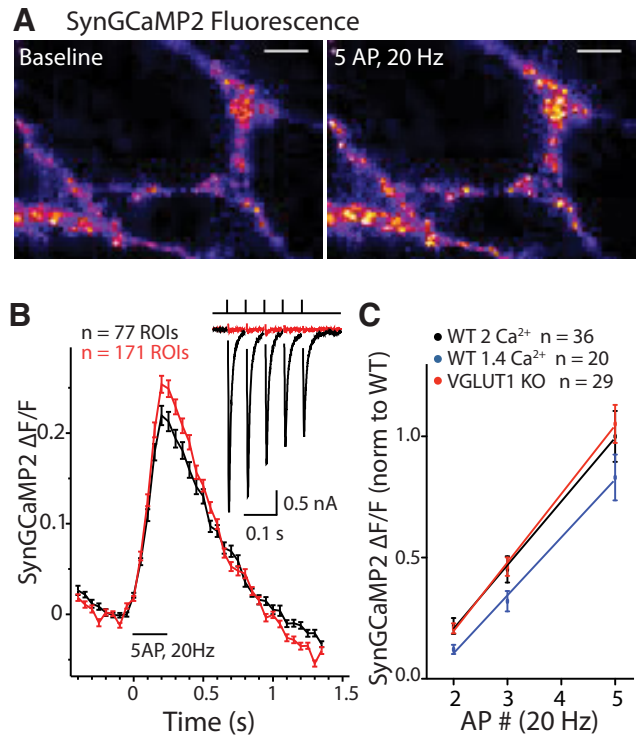 A SynGCaMP2 Fluorescence
Baseline
5 AP, 20 Hz
B
n = 77 ROIs
n = 171 ROIs
SynGCaMP2 ΔF/F
0.2
0.1
0
5AP, 20Hz
0.5 nA
0.1 s
0 0.5 1 1.5
Time (s)
C
WT 2 Ca²⁺ n = 36
WT 1.4 Ca²⁺ n = 20
VGLUT1 KO n = 29
SynGCaMP2 ΔF/F (norm to WT)
1.0
0.5
0.0
2 3 4 5
AP # (20 Hz)